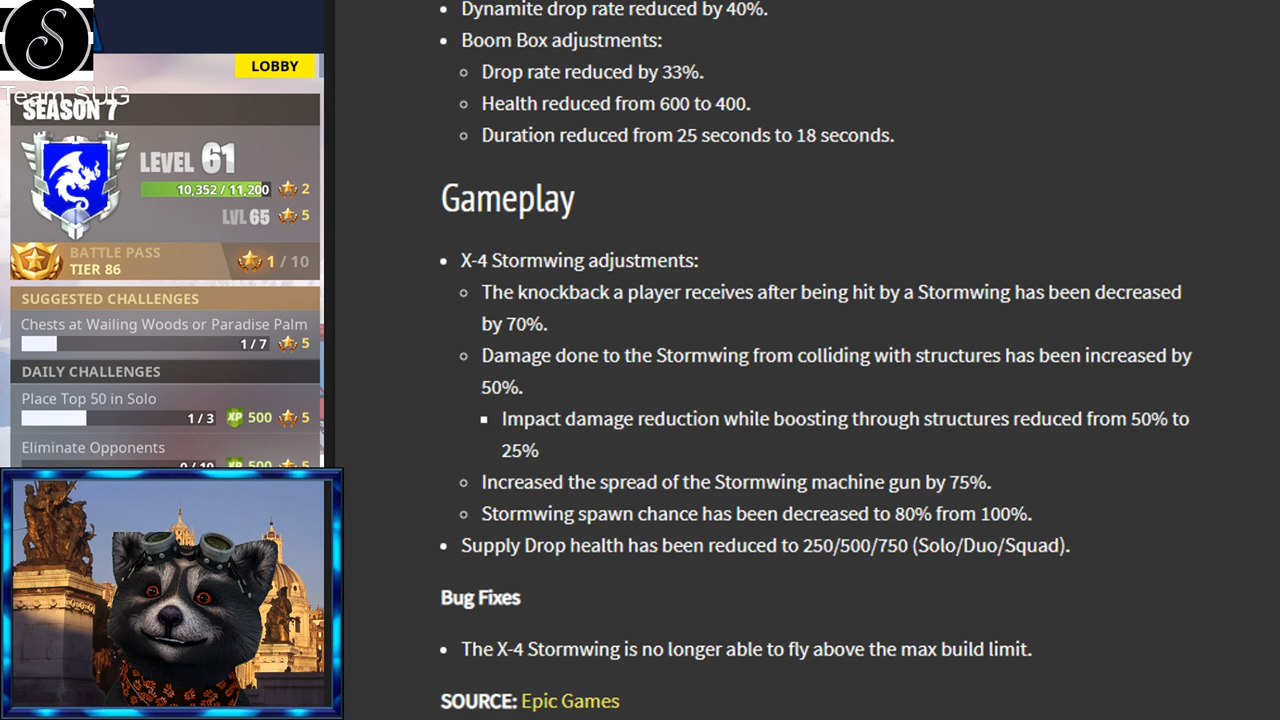 S
Team SUG
LOBBY
SEASON 7
LEVEL 61
10,352 / 11,200 2
LVL 65 5
BATTLE PASS
TIER 86
1 / 10
SUGGESTED CHALLENGES
Chests at Wailing Woods or Paradise Palm
1 / 7 5
DAILY CHALLENGES
Place Top 50 in Solo
1 / 3 XP 500 5
Eliminate Opponents
0 / 10 XP 500 5
• Dynamite drop rate reduced by 40%.
• Boom Box adjustments:
Drop rate reduced by 33%.
Health reduced from 600 to 400.
Duration reduced from 25 seconds to 18 seconds.
Gameplay
• X-4 Stormwing adjustments:
The knockback a player receives after being hit by a Stormwing has been decreased
by 70%.
Damage done to the Stormwing from colliding with structures has been increased by
50%.
Impact damage reduction while boosting through structures reduced from 50% to
25%
Increased the spread of the Stormwing machine gun by 75%.
Stormwing spawn chance has been decreased to 80% from 100%.
• Supply Drop health has been reduced to 250/500/750 (Solo/Duo/Squad).
Bug Fixes
• The X-4 Stormwing is no longer able to fly above the max build limit.
SOURCE: Epic Games